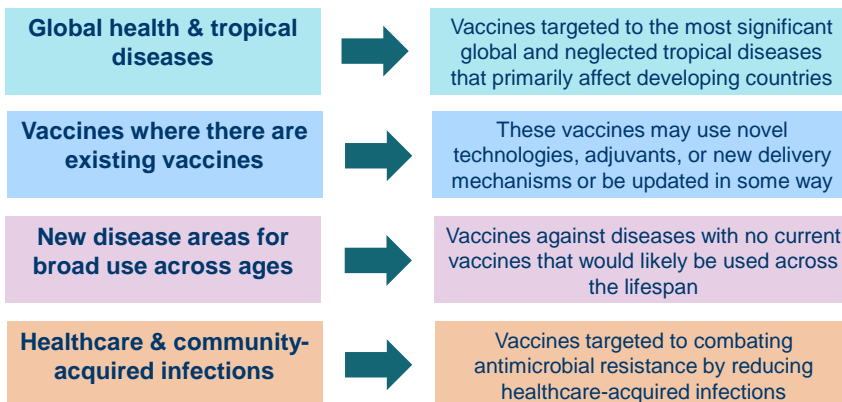 Global health & tropical
diseases
Vaccines targeted to the most significant
global and neglected tropical diseases
that primarily affect developing countries
Vaccines where there are
existing vaccines
These vaccines may use novel
technologies, adjuvants, or new delivery
mechanisms or be updated in some way
New disease areas for
broad use across ages
Vaccines against diseases with no current
vaccines that would likely be used across
the lifespan
Healthcare & community-
acquired infections
Vaccines targeted to combating
antimicrobial resistance by reducing
healthcare-acquired infections